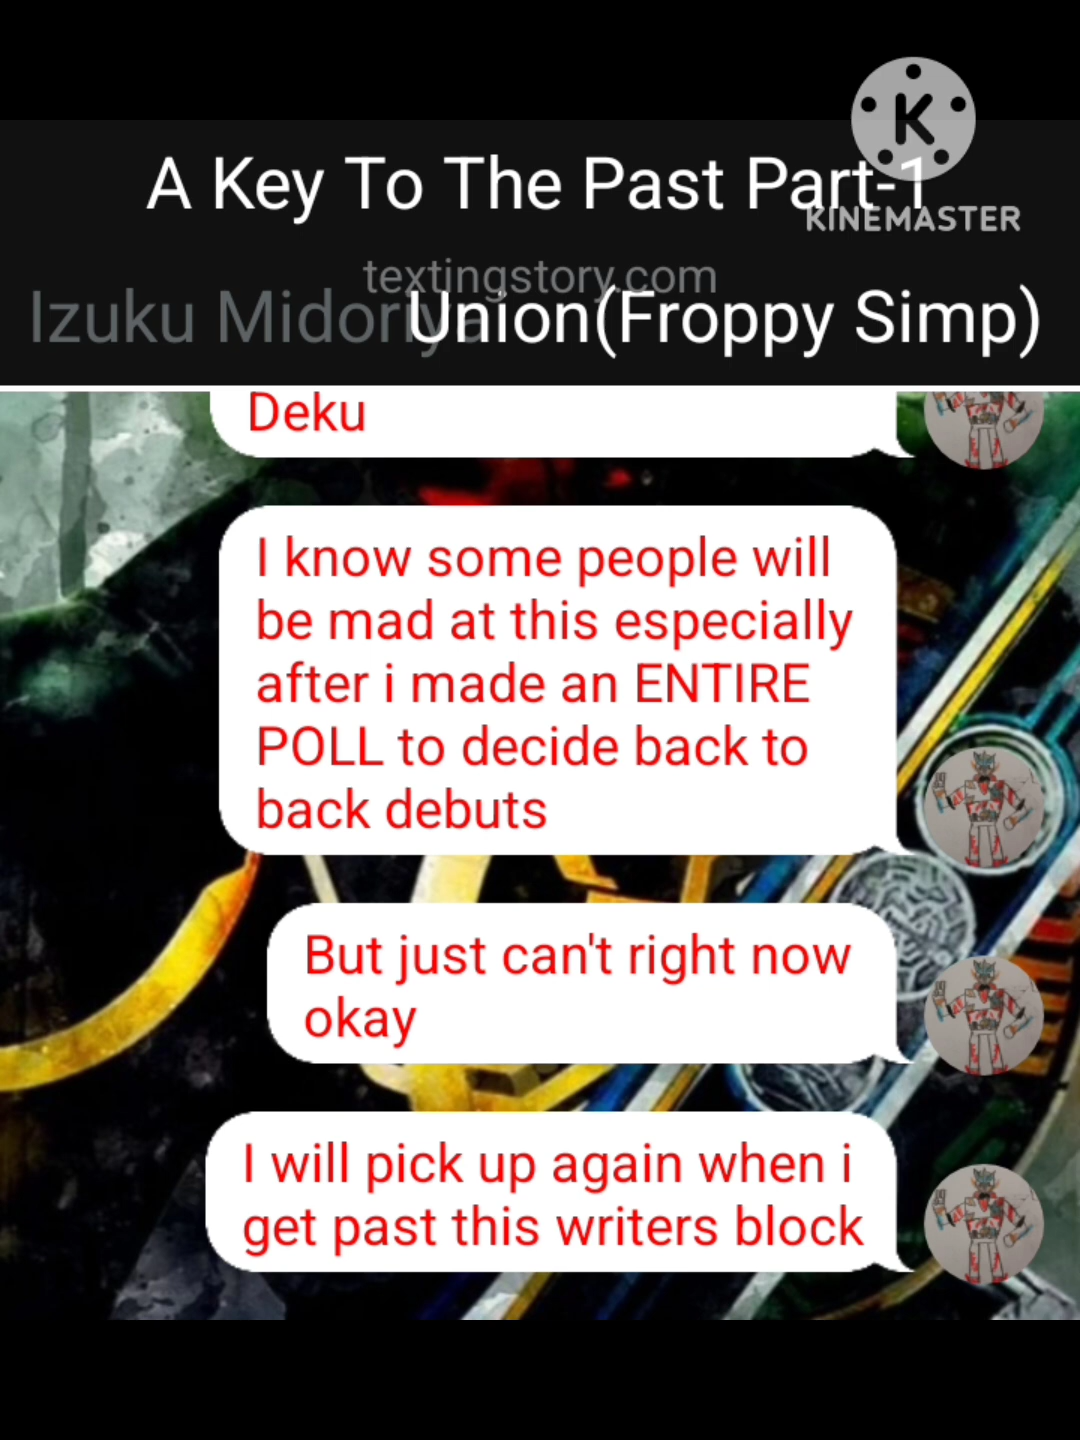 A Key To The Past Part-1
KINEMASTER
textingstory.com
Izuku Midoriya
Union(Froppy Simp)
Deku
I know some people will
be mad at this especially
after i made an ENTIRE
POLL to decide back to
back debuts
But just can't right now
okay
I will pick up again when i
get past this writers block